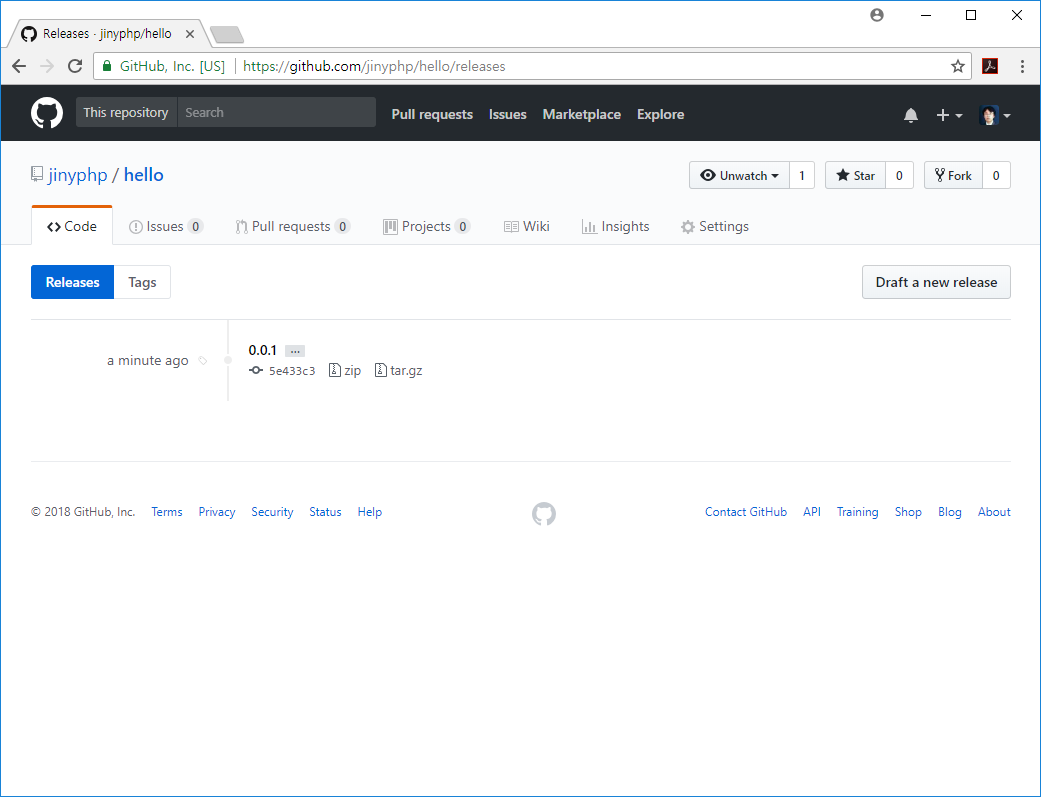 Releases · jinyphp/hello
GitHub, Inc. [US] https://github.com/jinyphp/hello/releases
This repository Search Pull requests Issues Marketplace Explore
jinyphp / hello Unwatch 1 Star 0 Fork 0
Code Issues 0 Pull requests 0 Projects 0 Wiki Insights Settings
Releases Tags Draft a new release
0.0.1 ...
a minute ago
5e433c3 zip tar.gz
© 2018 GitHub, Inc. Terms Privacy Security Status Help Contact GitHub API Training Shop Blog About